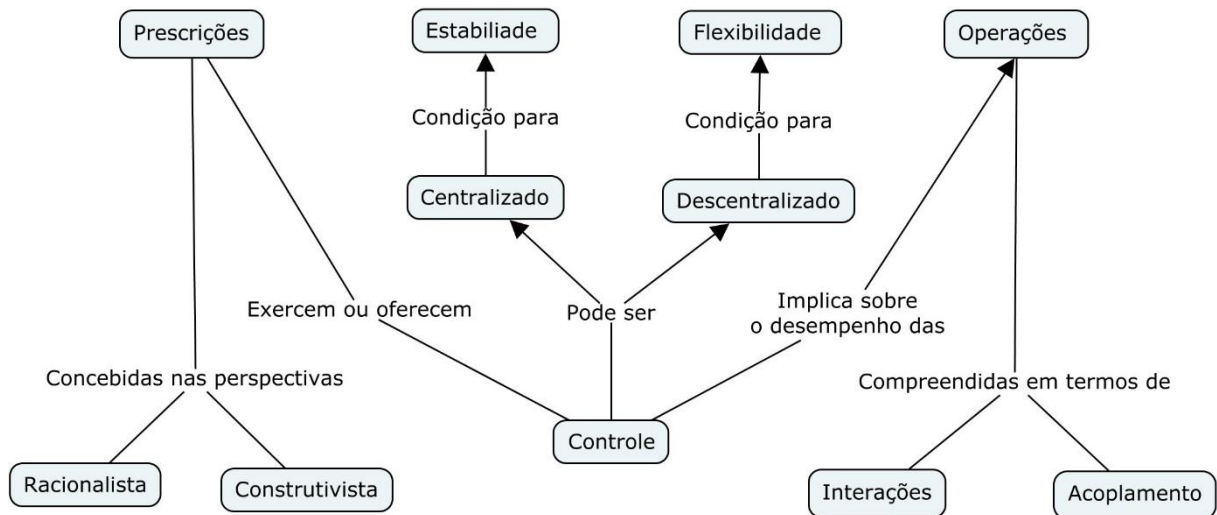 Prescrições
Estabiliade
Flexibilidade
Operações
Condição para
Condição para
Centralizado
Descentralizado
Exercem ou oferecem
Pode ser
Implica sobre
o desempenho das
Concebidas nas perspectivas
Compreendidas em termos de
Controle
Racionalista
Construtivista
Interações
Acoplamento